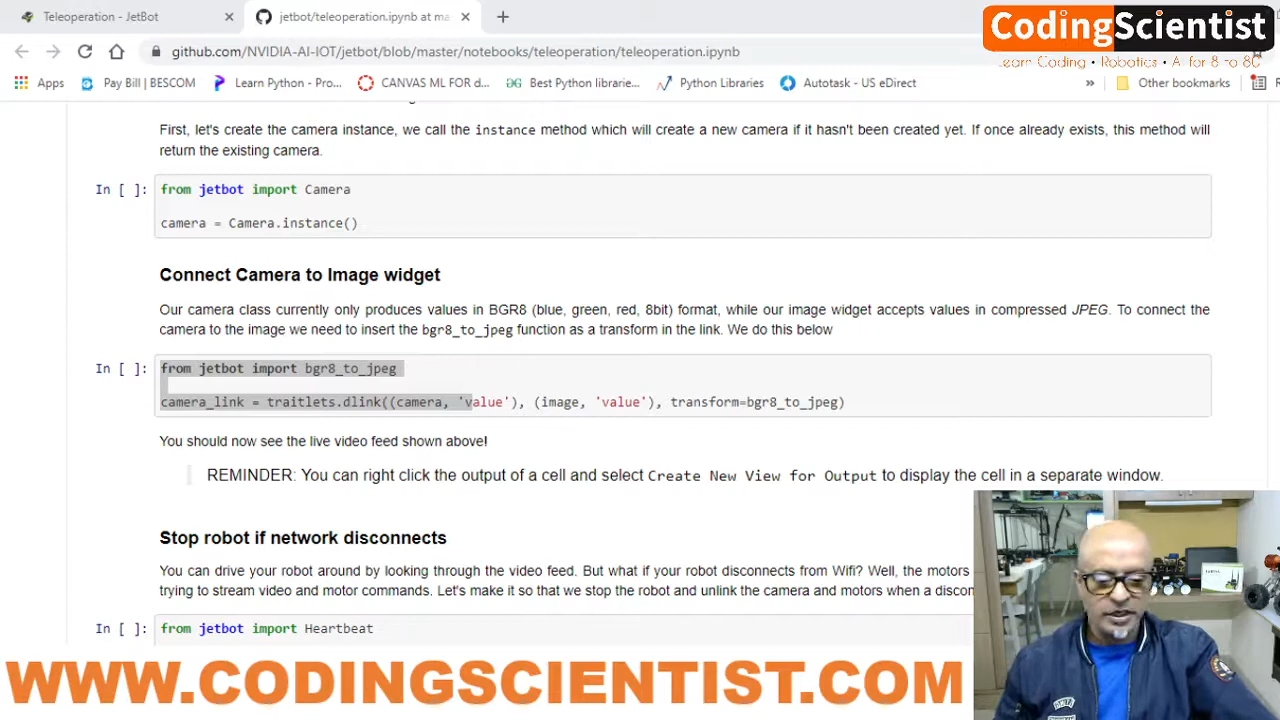 Teleoperation - JetBot
jetbot/teleoperation.ipynb at ma
CodingScientist
Learn Coding • Robotics • AI for 8 to 80
github.com/NVIDIA-AI-IOT/jetbot/blob/master/notebooks/teleoperation/teleoperation.ipynb
Apps Pay Bill | BESCOM Learn Python - Pro... CANVAS ML FOR d... Best Python librarie... Python Libraries Autotask - US eDirect » Other bookmarks
First, let's create the camera instance, we call the instance method which will create a new camera if it hasn't been created yet. If once already exists, this method will
return the existing camera.
In [ ]: from jetbot import Camera
camera = Camera.instance()
Connect Camera to Image widget
Our camera class currently only produces values in BGR8 (blue, green, red, 8bit) format, while our image widget accepts values in compressed JPEG. To connect the
camera to the image we need to insert the bgr8_to_jpeg function as a transform in the link. We do this below
In [ ]: from jetbot import bgr8_to_jpeg
camera_link = traitlets.dlink((camera, 'value'), (image, 'value'), transform=bgr8_to_jpeg)
You should now see the live video feed shown above!
REMINDER: You can right click the output of a cell and select Create New View for Output to display the cell in a separate window.
Stop robot if network disconnects
You can drive your robot around by looking through the video feed. But what if your robot disconnects from Wifi? Well, the motors
trying to stream video and motor commands. Let's make it so that we stop the robot and unlink the camera and motors when a discon
In [ ]: from jetbot import Heartbeat
WWW.CODINGSCIENTIST.COM